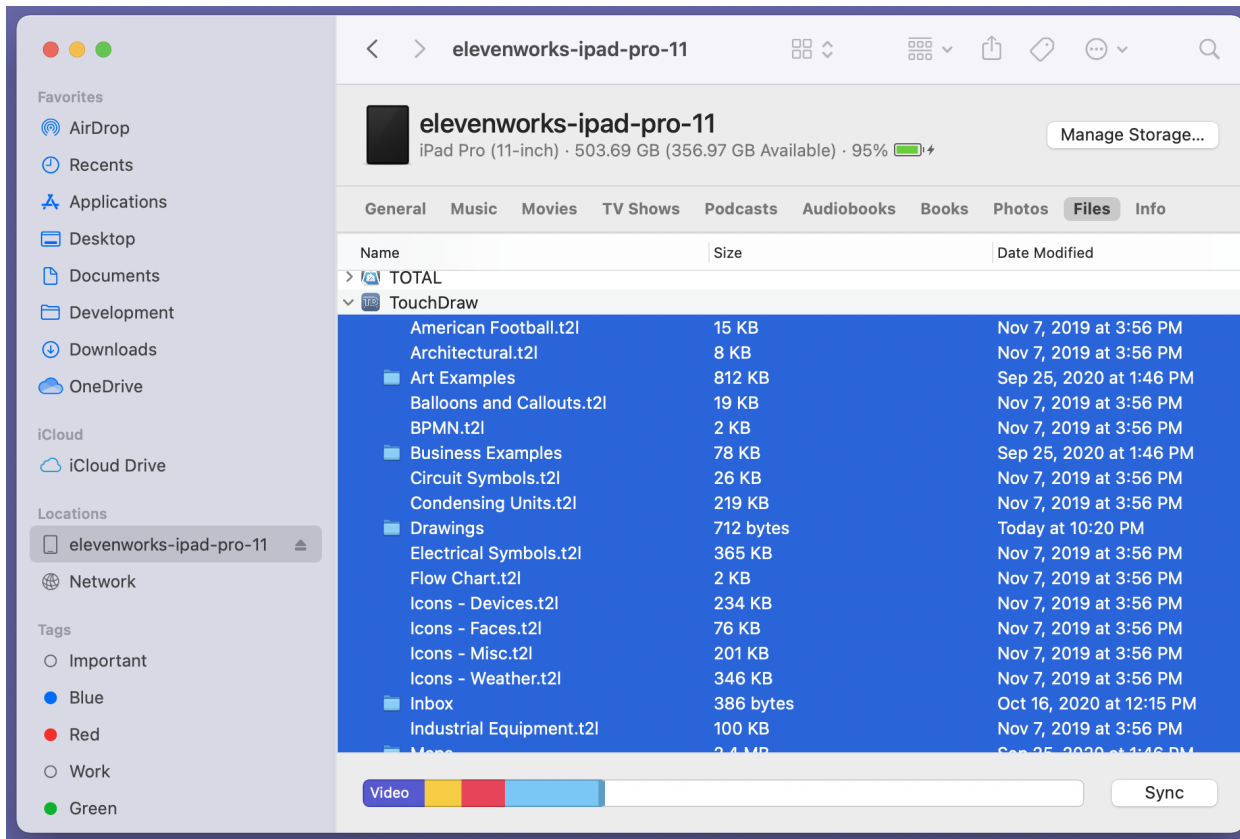 elevenworks-ipad-pro-11
Favorites
AirDrop
Recents
Applications
Desktop
Documents
Development
Downloads
OneDrive
iCloud
iCloud Drive
Locations
elevenworks-ipad-pro-11
Network
Tags
Important
Blue
Red
Work
Green
elevenworks-ipad-pro-11
iPad Pro (11-inch) · 503.69 GB (356.97 GB Available) · 95%
Manage Storage...
General Music Movies TV Shows Podcasts Audiobooks Books Photos Files Info
Name Size Date Modified
TOTAL
TouchDraw
American Football.t2l 15 KB Nov 7, 2019 at 3:56 PM
Architectural.t2l 8 KB Nov 7, 2019 at 3:56 PM
Art Examples 812 KB Sep 25, 2020 at 1:46 PM
Balloons and Callouts.t2l 19 KB Nov 7, 2019 at 3:56 PM
BPMN.t2l 2 KB Nov 7, 2019 at 3:56 PM
Business Examples 78 KB Sep 25, 2020 at 1:46 PM
Circuit Symbols.t2l 26 KB Nov 7, 2019 at 3:56 PM
Condensing Units.t2l 219 KB Nov 7, 2019 at 3:56 PM
Drawings 712 bytes Today at 10:20 PM
Electrical Symbols.t2l 365 KB Nov 7, 2019 at 3:56 PM
Flow Chart.t2l 2 KB Nov 7, 2019 at 3:56 PM
Icons - Devices.t2l 234 KB Nov 7, 2019 at 3:56 PM
Icons - Faces.t2l 76 KB Nov 7, 2019 at 3:56 PM
Icons - Misc.t2l 201 KB Nov 7, 2019 at 3:56 PM
Icons - Weather.t2l 346 KB Nov 7, 2019 at 3:56 PM
Inbox 386 bytes Oct 16, 2020 at 12:15 PM
Industrial Equipment.t2l 100 KB Nov 7, 2019 at 3:56 PM
Video
Sync